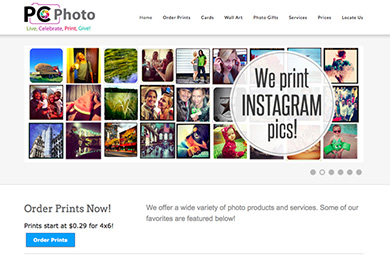 PC Photo
Live, Celebrate, Print, Give!
Home Order Prints Cards Wall Art Photo Gifts Services Prices Locate Us
We print
INSTAGRAM
pics!
Order Prints Now!
Prints start at $0.29 for 4x6!
Order Prints
We offer a wide variety of photo products and services. Some of our
favorites are featured below!